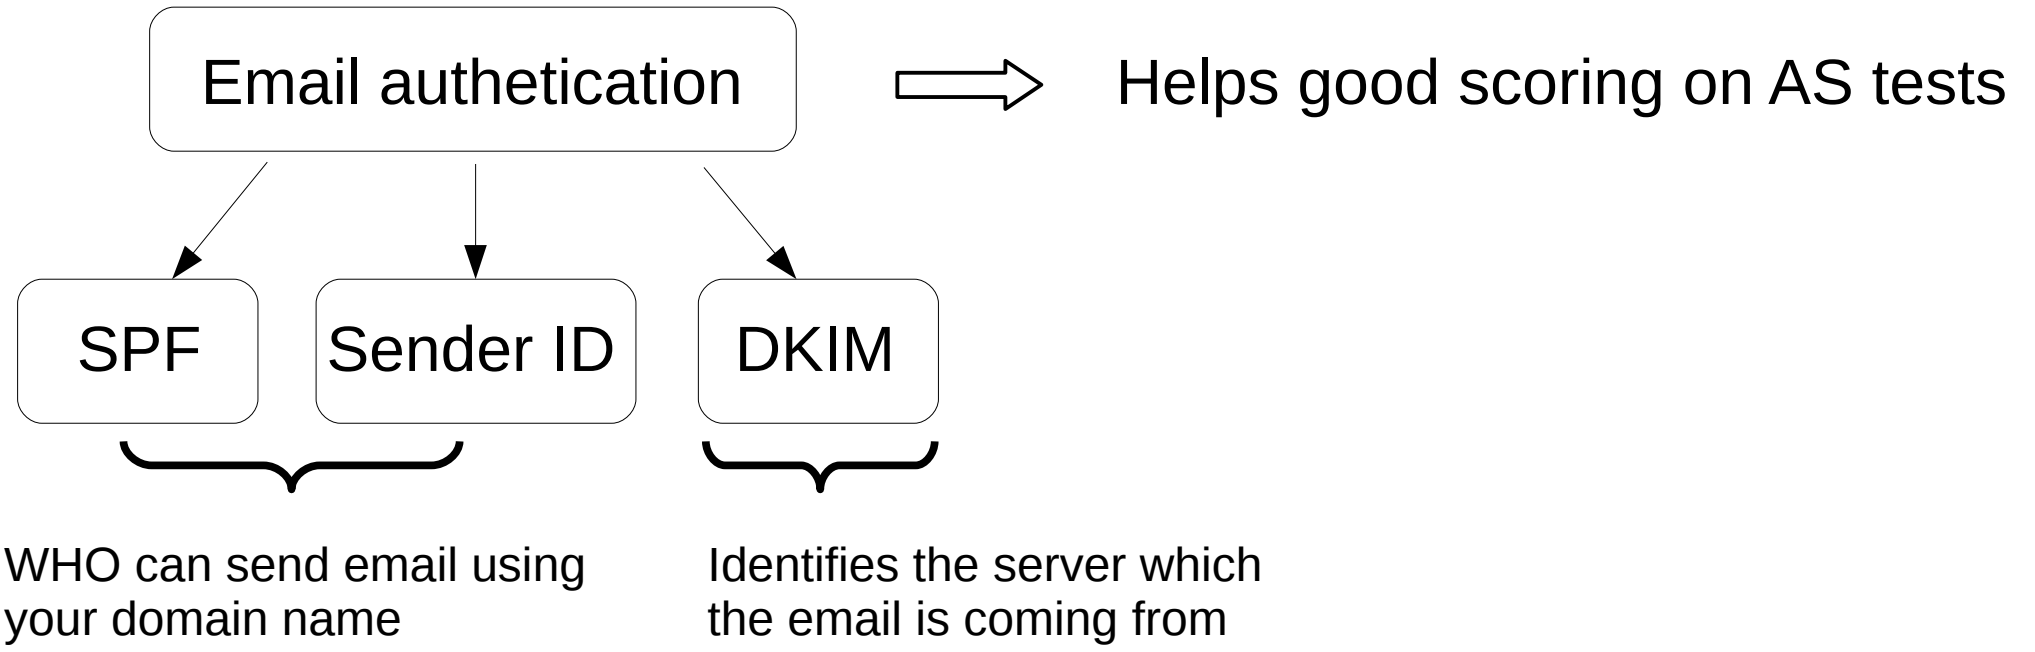 Email authetication
Helps good scoring on AS tests
SPF
Sender ID
DKIM
WHO can send email using
your domain name
Identifies the server which
the email is coming from